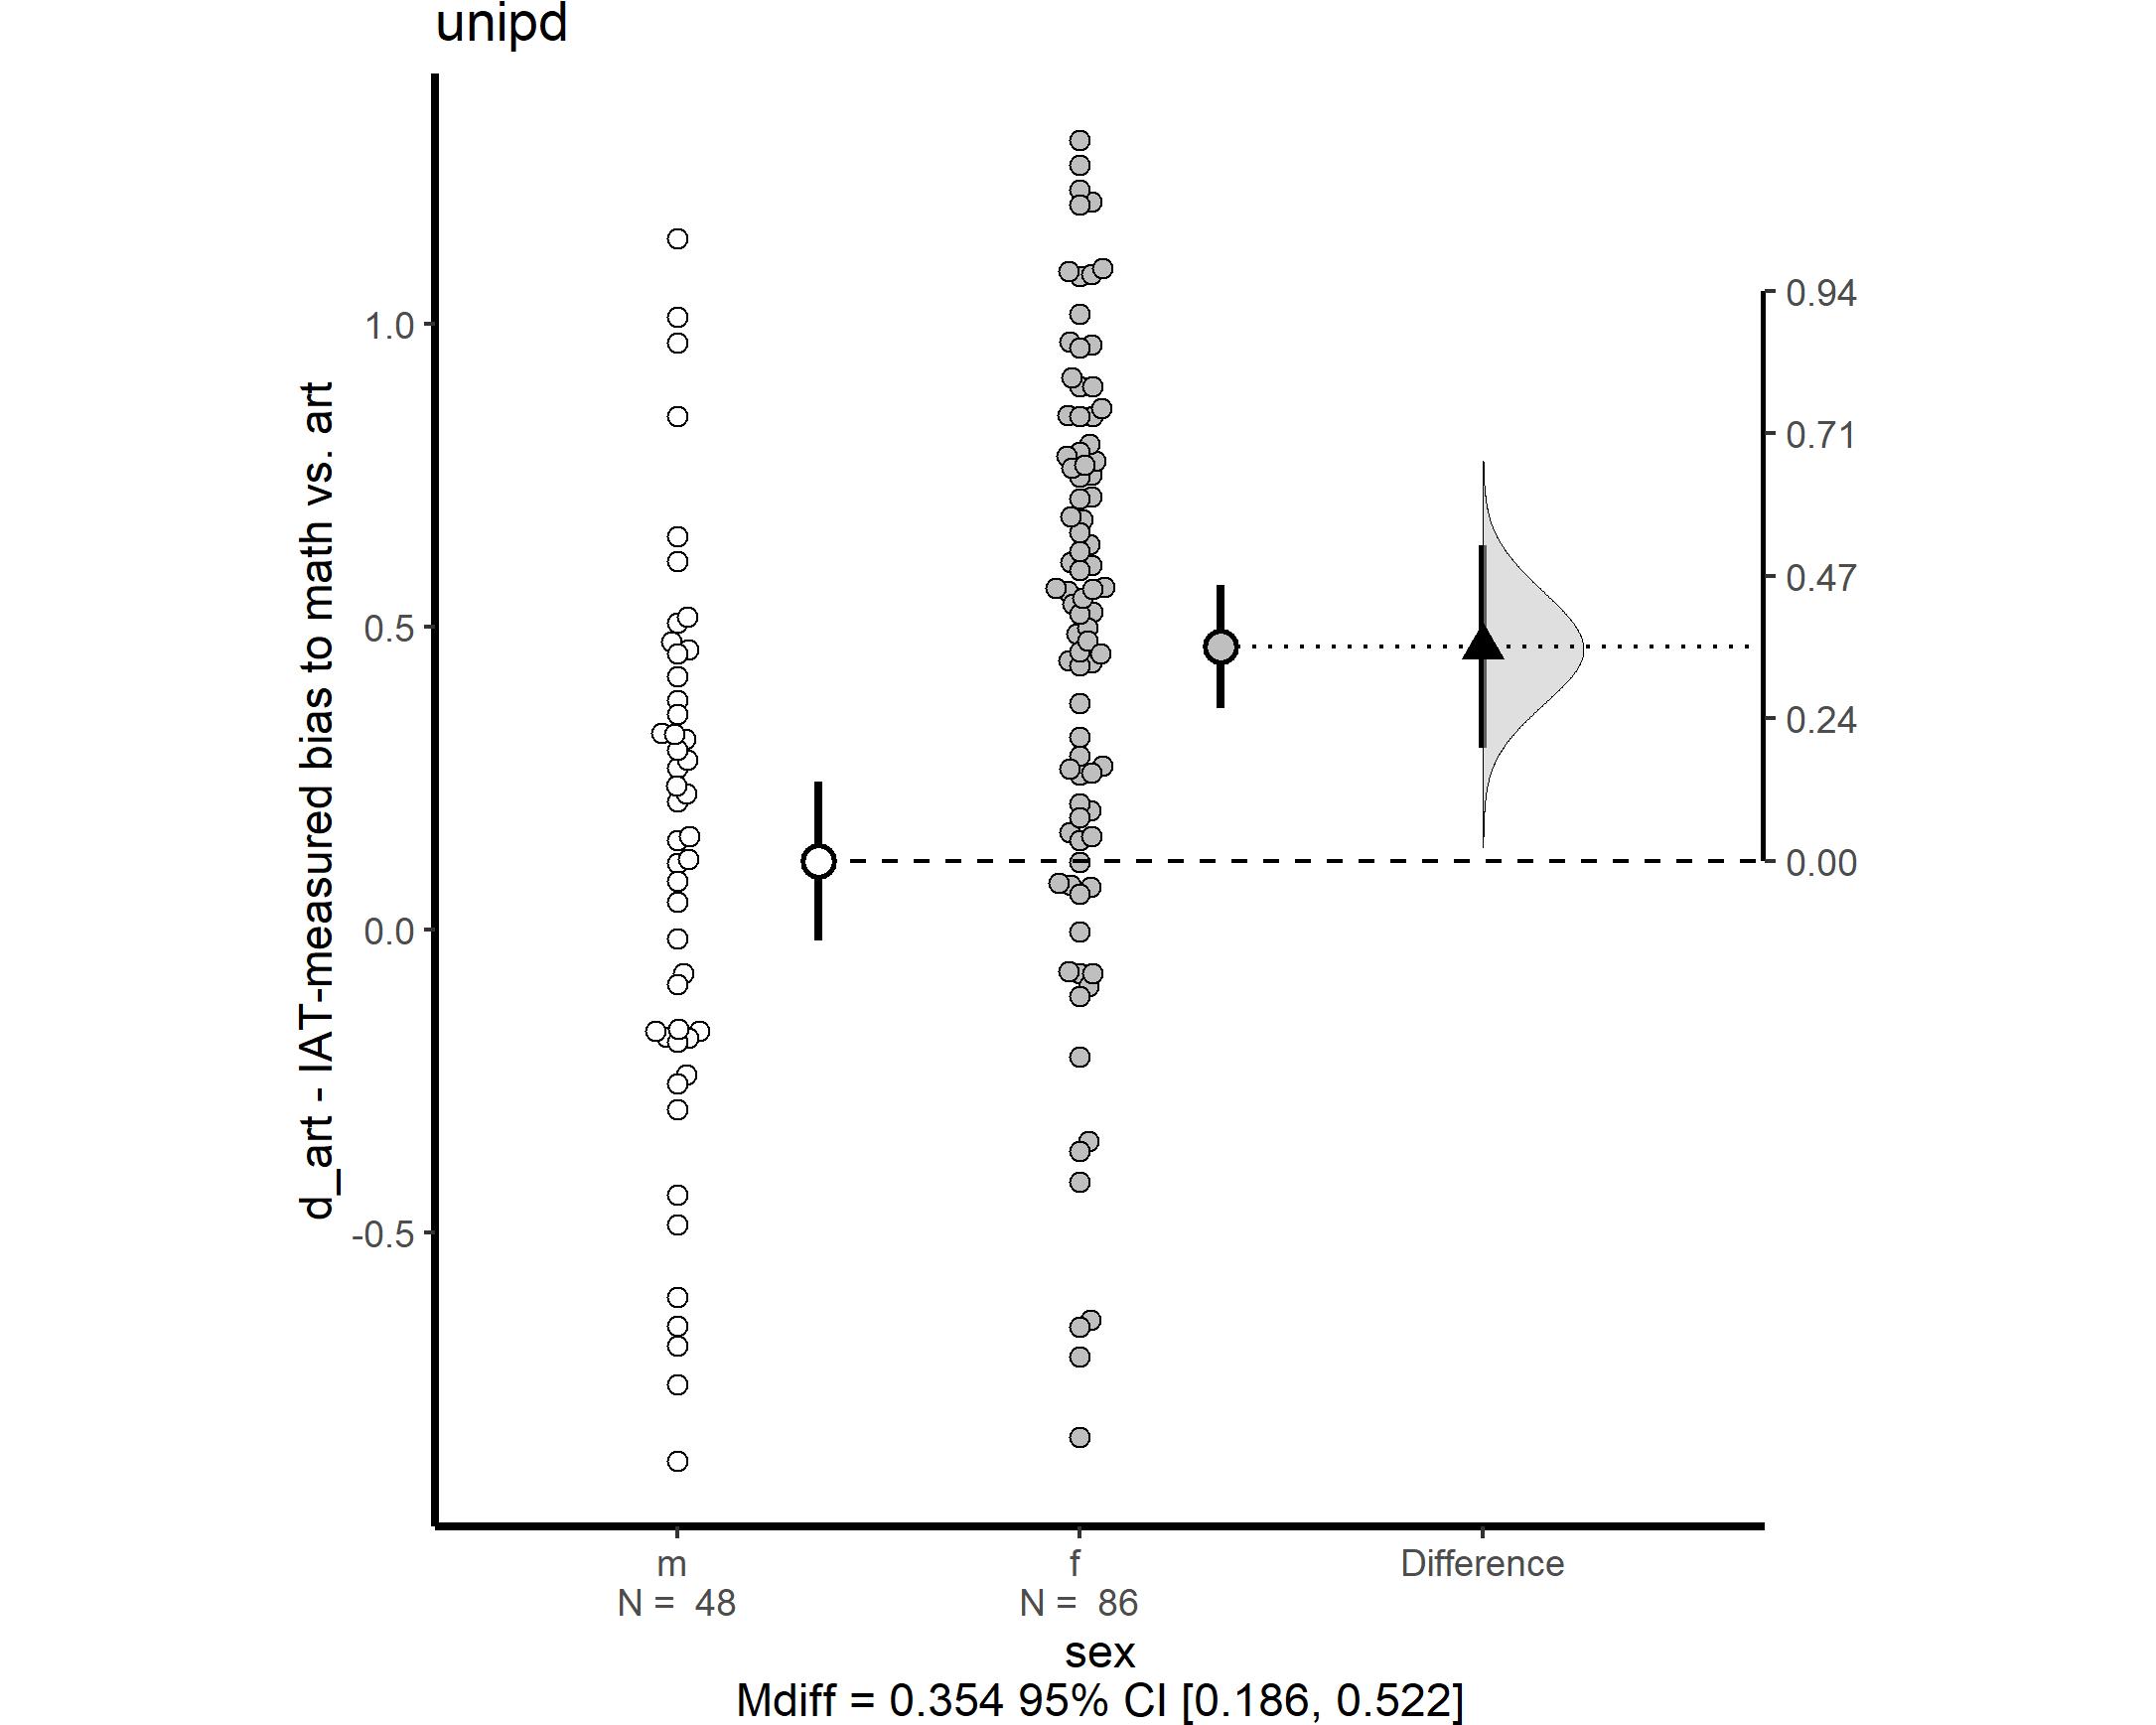 unipd
d_art - IAT-measured bias to math vs. art
1.0
0.5
0.0
-0.5
0.94
0.71
0.47
0.24
0.00
m
N =  48
f
N =  86
Difference
sex
Mdiff = 0.354 95% CI [0.186, 0.522]